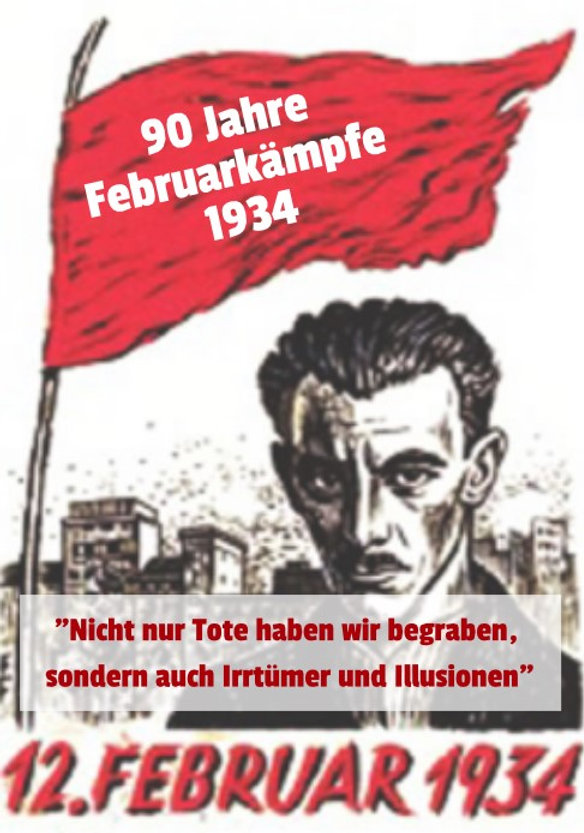 90 Jahre
Februarkämpfe
1934
"Nicht nur Tote haben wir begraben,
sondern auch Irrtümer und Illusionen"
12.FEBRUAR 1934